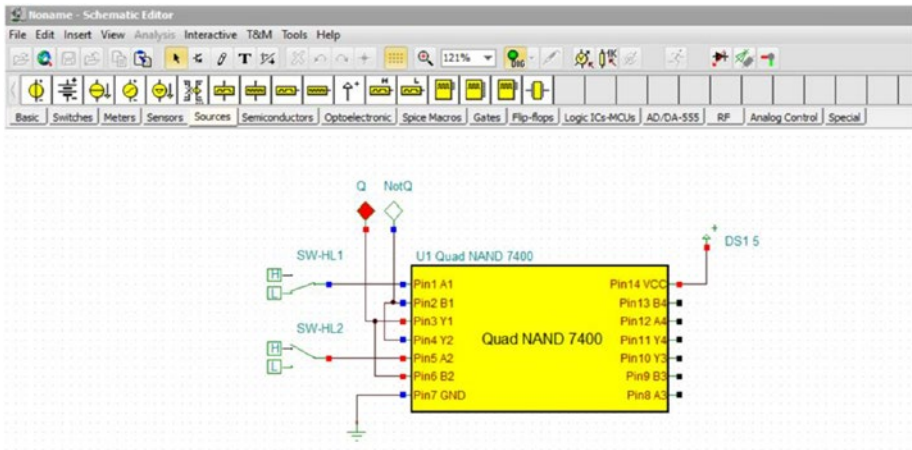 Noname - Schematic Editor
File Edit Insert View Analysis Interactive T&M Tools Help
T 121%
Basic Switches Meters Sensors Sources Semiconductors Optoelectronic Spice Macros Gates Flip-flops Logic ICs-MCUs AD/DA-555 RF Analog Control Special
Q NotQ
DS1 5
SW-HL1 U1 Quad NAND 7400
H
L
Pin1 A1 Pin14 VCC
Pin2 B1 Pin13 B4
Pin3 Y1 Pin12 A4
SW-HL2
Pin4 Y2 Quad NAND 7400 Pin11 Y4
H
Pin5 A2 Pin10 Y3
L
Pin6 B2 Pin9 B3
Pin7 GND Pin8 A3